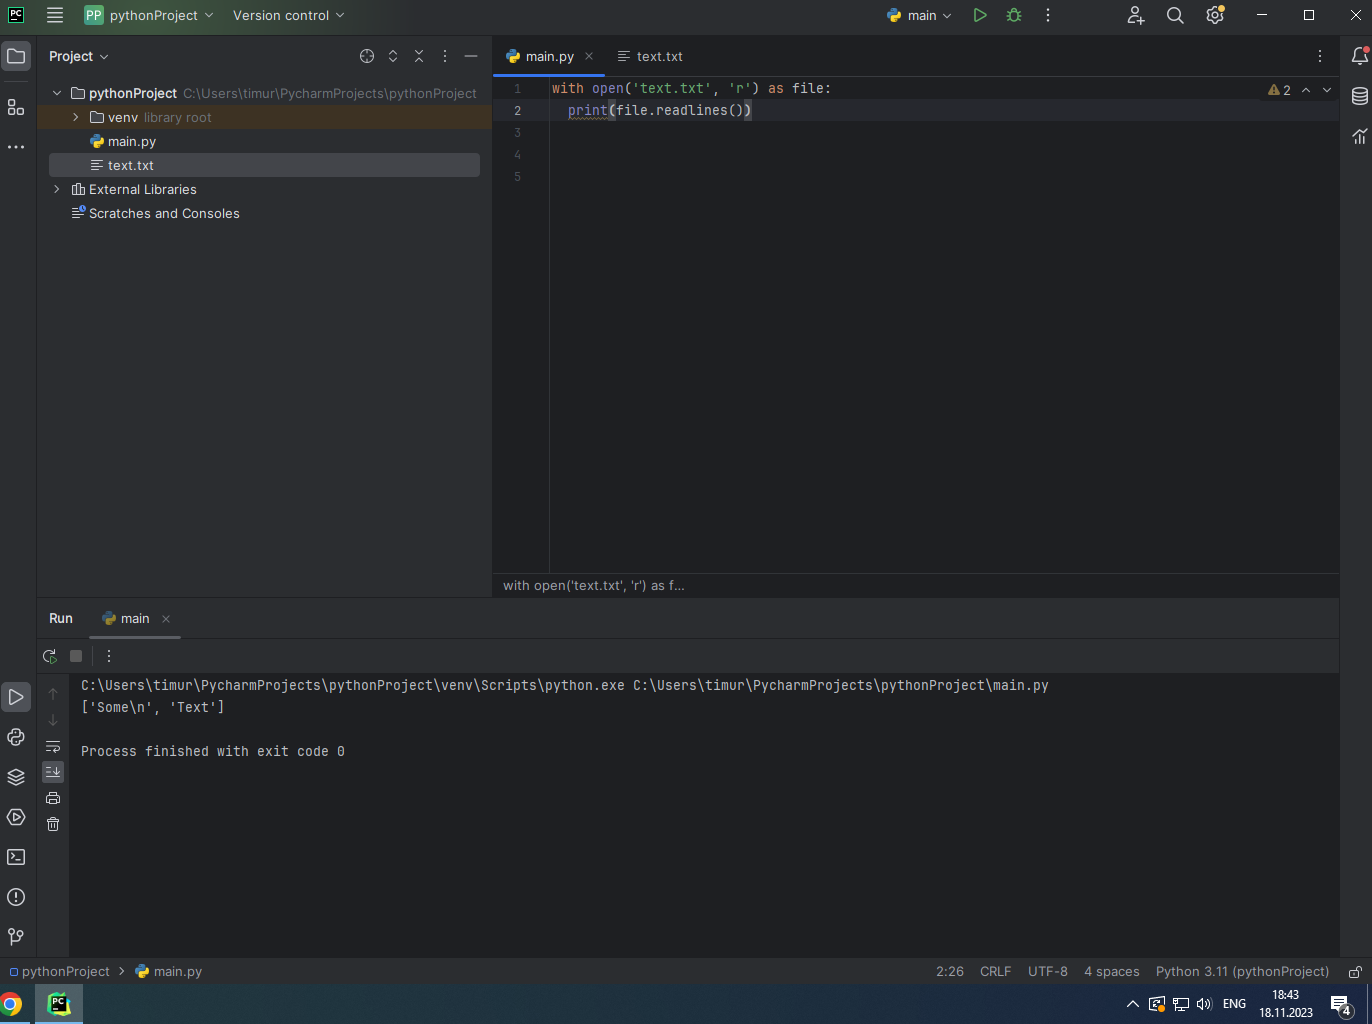 PC PP pythonProject Version control main
Project
main.py text.txt
pythonProject C:\Users\timur\PycharmProjects\pythonProject
venv library root
main.py
text.txt
External Libraries
Scratches and Consoles
1 with open('text.txt', 'r') as file: 2
2 print(file.readlines())
3
4
5
with open('text.txt', 'r') as f...
Run main
C:\Users\timur\PycharmProjects\pythonProject\venv\Scripts\python.exe C:\Users\timur\PycharmProjects\pythonProject\main.py
['Some\n', 'Text']
Process finished with exit code 0
pythonProject main.py 2:26 CRLF UTF-8 4 spaces Python 3.11 (pythonProject)
PC ENG 18:43 4
18.11.2023